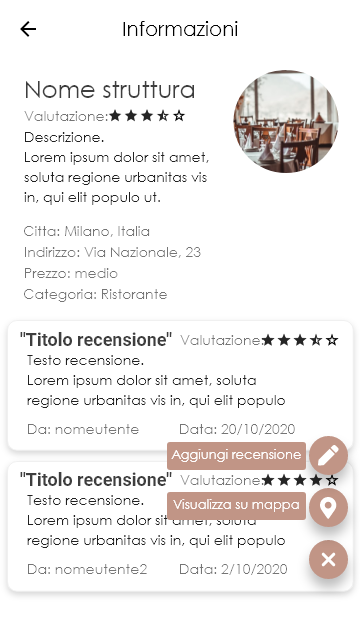 Informazioni
Nome struttura
Valutazione:
Descrizione.
Lorem ipsum dolor sit amet,
soluta regione urbanitas vis
in, qui elit populo ut.
Citta: Milano, Italia
Indirizzo: Via Nazionale, 23
Prezzo: medio
Categoria: Ristorante
"Titolo recensione" Valutazione:
Testo recensione.
Lorem ipsum dolor sit amet, soluta
regione urbanitas vis in, qui elit populo
Da: nomeutente Data: 20/10/2020
Aggiungi recensione
"Titolo recensione" Valutazione:
Testo recensione.
Visualizza su mappa
Lorem ipsum dolor sit amet, soluta
regione urbanitas vis in, qui elit populo
Da: nomeutente2 Data: 2/10/2020